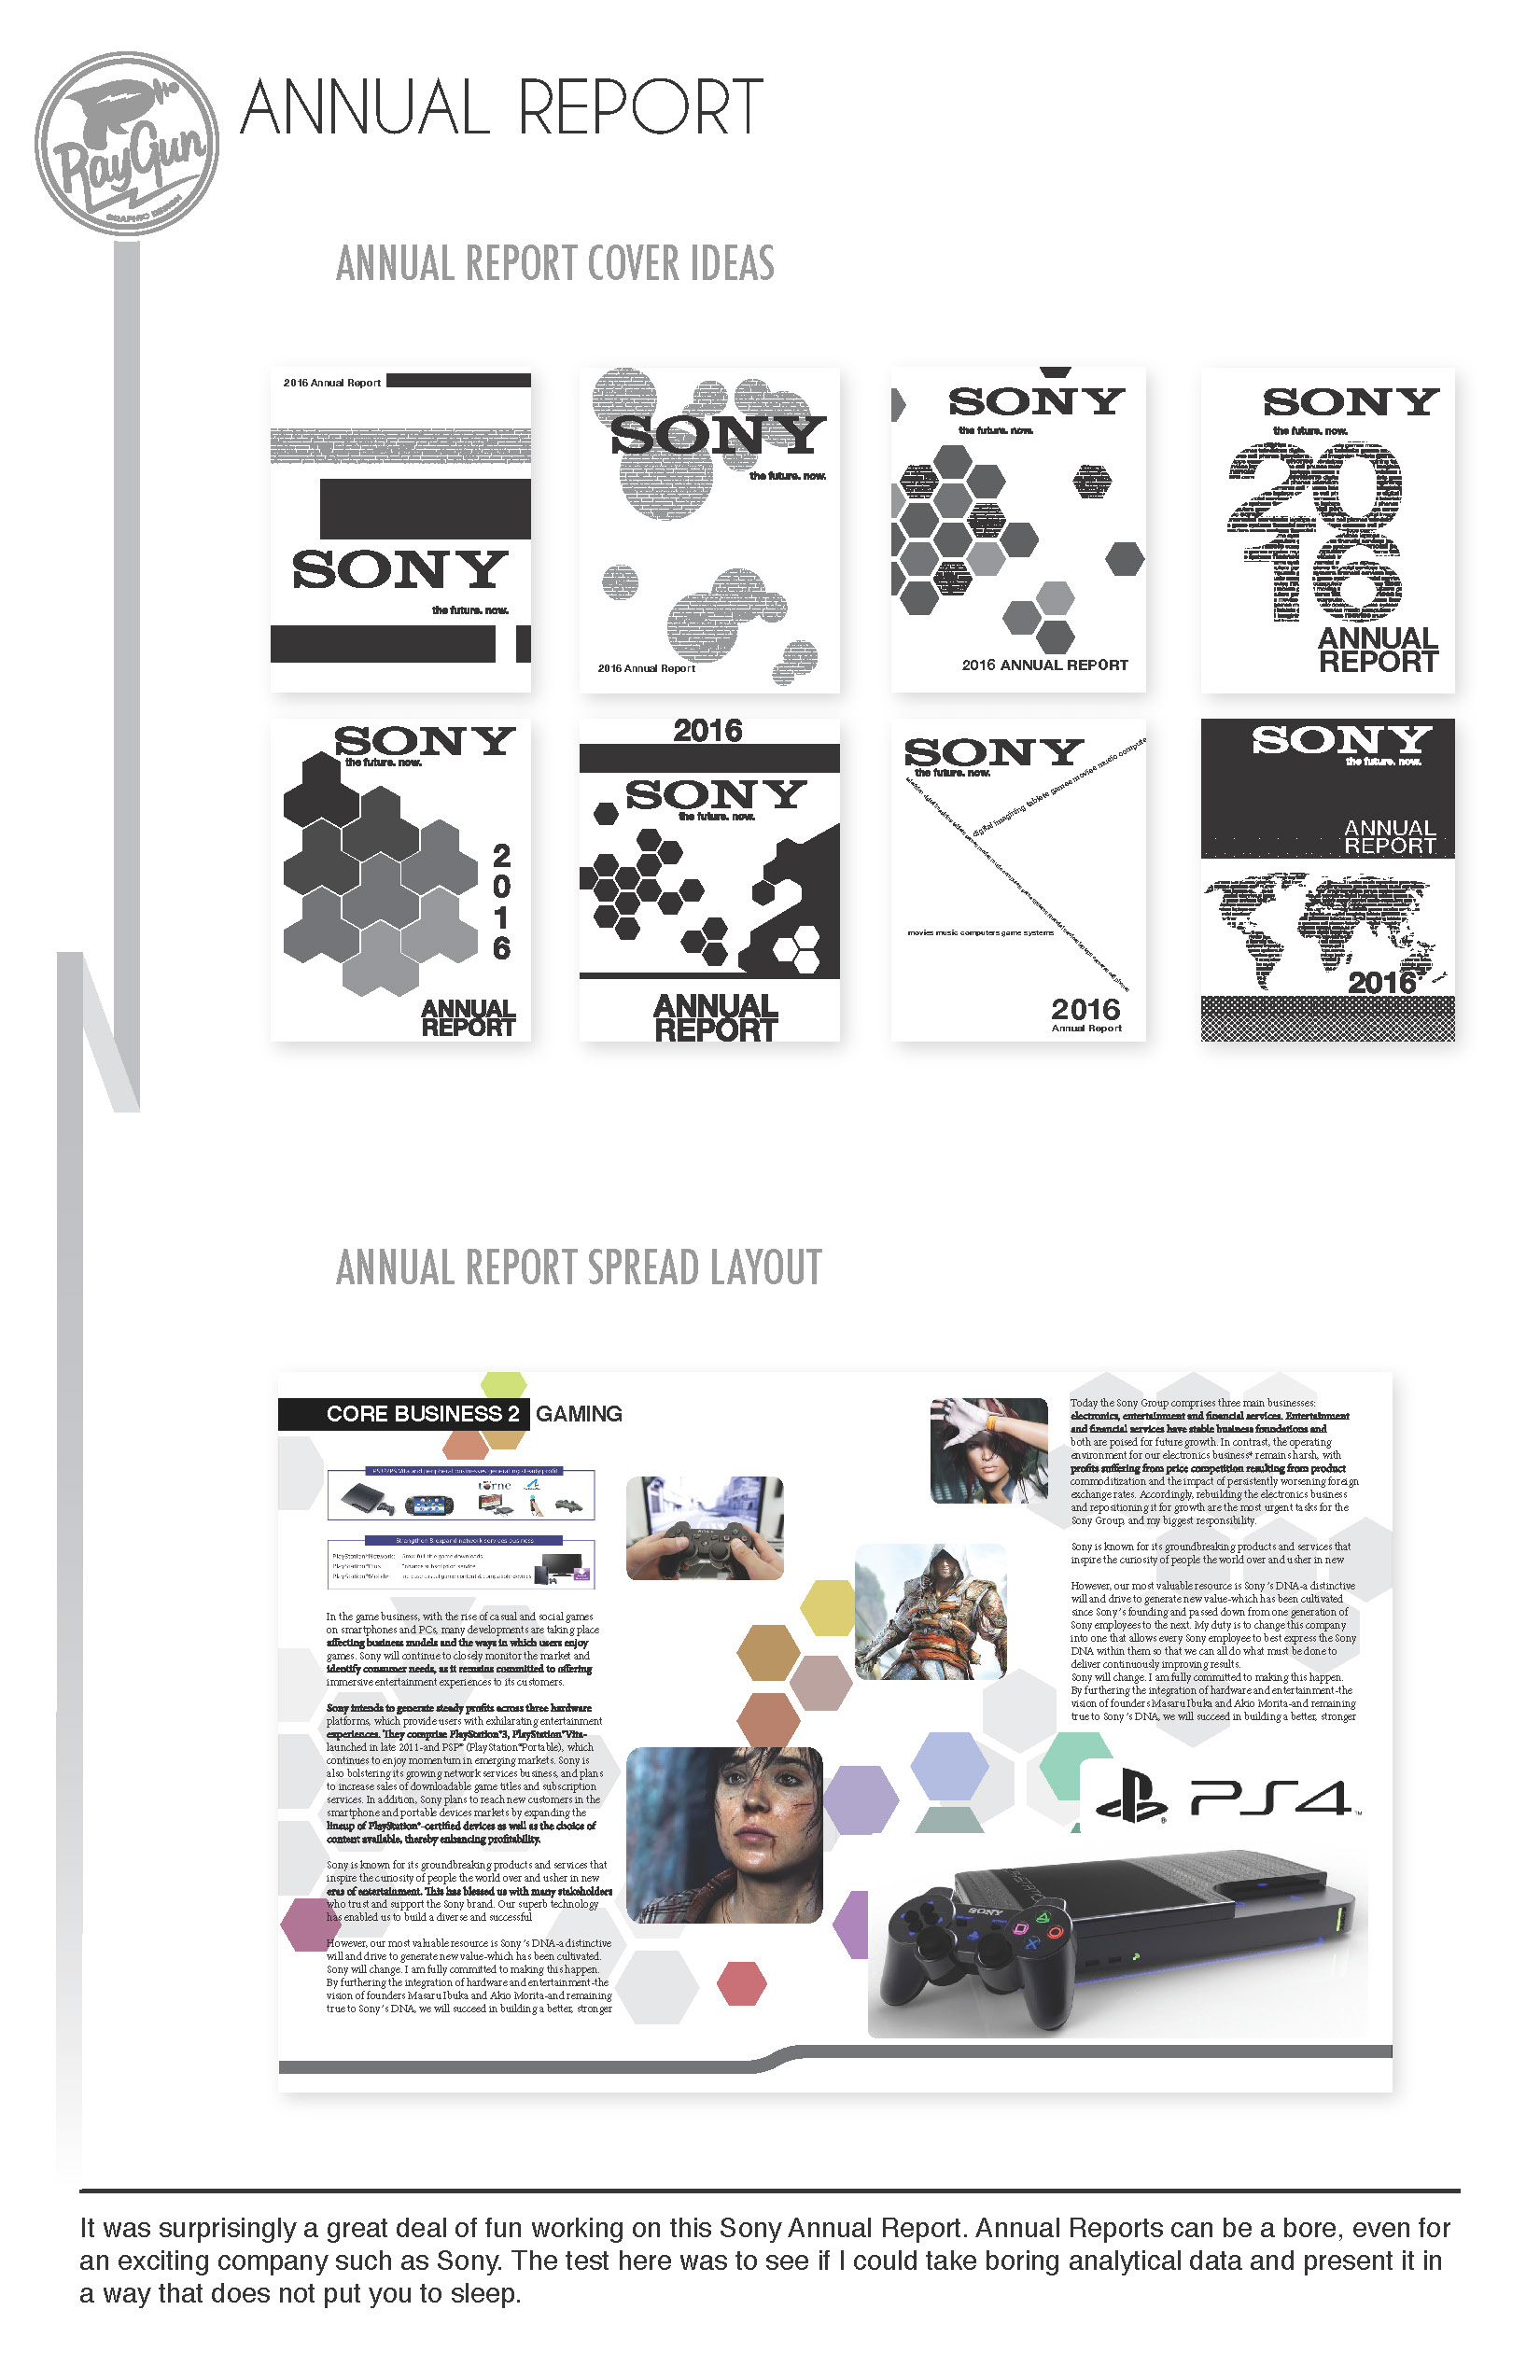 RayGun
GRAPHIC DESIGN
ANNUAL REPORT
ANNUAL REPORT COVER IDEAS
2016 Annual Report
SONY
the future. now.
SONY
the future. now.
2016 Annual Report
SONY
the future. now.
2016 ANNUAL REPORT
SONY
the future. now.
20
16
ANNUAL
REPORT
SONY
the future. now.
2
0
1
6
ANNUAL
REPORT
2016
SONY
the future. now.
ANNUAL
REPORT
SONY
the future. now.
digital imagining tablets games movies music compute
movies music computers game systems
2016
Annual Report
SONY
the future. now.
ANNUAL
REPORT
2016
ANNUAL REPORT SPREAD LAYOUT
CORE BUSINESS 2 GAMING
PSP/PS Vita and peripheral businesses generating steady profit
torne
Strengthen & expand network services business
PlayStation®Network:
PlayStation®Plus:
PlayStation®Mobile:
In the game business, with the rise of casual and social games
on smartphones and PCs, many developments are taking place
affecting business models and the ways in which users enjoy
games. Sony will continue to closely monitor the market and
identify consumer needs, as it remains committed to offering
immersive entertainment experiences to its customers.
Sony intends to generate steady profits across three hardware
platforms, which provide users with exhilarating entertainment
experiences. They comprise PlayStation®3, PlayStation®Vita-
launched in late 2011-and PSP® (PlayStation®Portable), which
continues to enjoy momentum in emerging markets. Sony is
also bolstering its growing network services business, and plans
to increase sales of downloadable game titles and subscription
services. In addition, Sony plans to reach new customers in the
smartphone and portable devices markets by expanding the
lineup of PlayStation®-certified devices as well as the choice of
content available, thereby enhancing profitability.
Sony is known for its groundbreaking products and services that
inspire the curiosity of people the world over and usher in new
eras of entertainment. This has blessed us with many stakeholders
who trust and support the Sony brand. Our superb technology
has enabled us to build a diverse and successful
However, our most valuable resource is Sony's DNA-a distinctive
will and drive to generate new value-which has been cultivated.
Sony will change. I am fully committed to making this happen.
By furthering the integration of hardware and entertainment-the
vision of founders Masaru Ibuka and Akio Morita-and remaining
true to Sony's DNA, we will succeed in building a better, stronger
Today the Sony Group comprises three main businesses:
electronics, entertainment and financial services. Entertainment
and financial services have stable business foundations and
both are poised for future growth. In contrast, the operating
environment for our electronics business* remains harsh, with
profits suffering from price competition resulting from product
commoditization and the impact of persistently worsening foreign
exchange rates. Accordingly, rebuilding the electronics business
and repositioning it for growth are the most urgent tasks for the
Sony Group, and my biggest responsibility.
Sony is known for its groundbreaking products and services that
inspire the curiosity of people the world over and usher in new
However, our most valuable resource is Sony's DNA-a distinctive
will and drive to generate new value-which has been cultivated
since Sony's founding and passed down from one generation of
Sony employees to the next. My duty is to change this company
into one that allows every Sony employee to best express the Sony
DNA within them so that we can all do what must be done to
deliver continuously improving results.
Sony will change. I am fully committed to making this happen.
By furthering the integration of hardware and entertainment-the
vision of founders Masaru Ibuka and Akio Morita-and remaining
true to Sony's DNA, we will succeed in building a better, stronger
PS4™
SONY
It was surprisingly a great deal of fun working on this Sony Annual Report. Annual Reports can be a bore, even for
an exciting company such as Sony. The test here was to see if I could take boring analytical data and present it in
a way that does not put you to sleep.